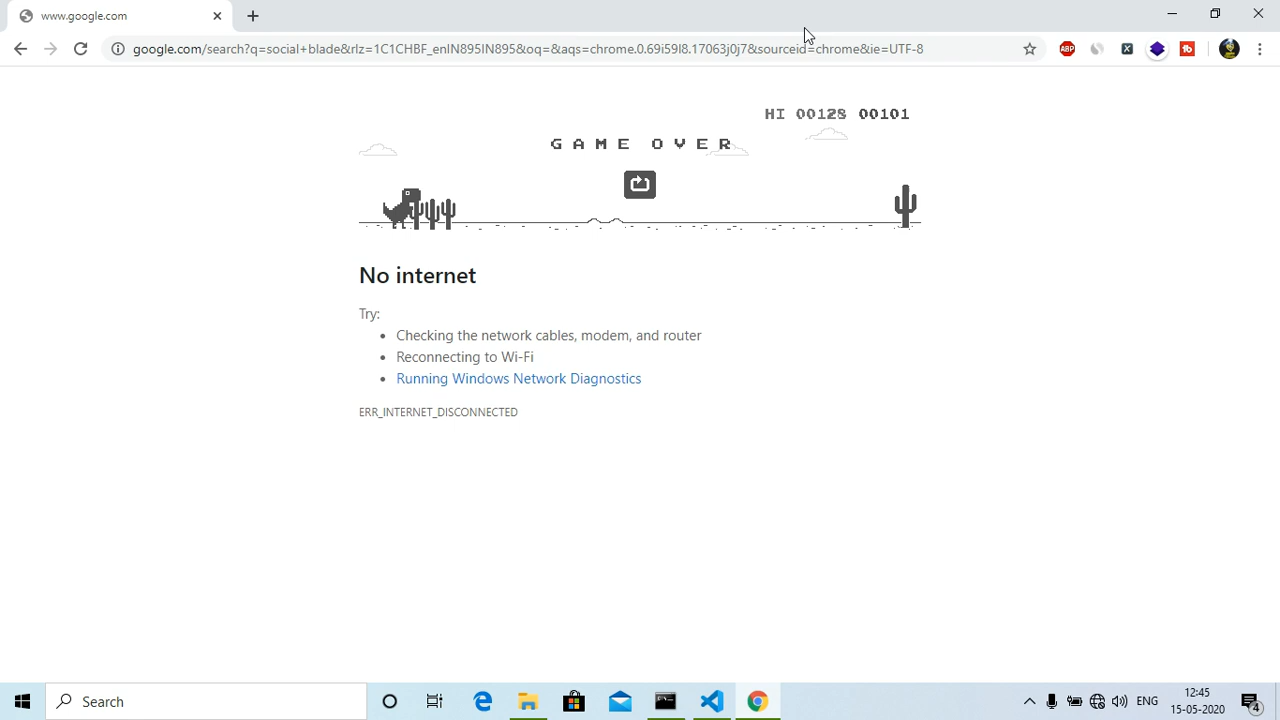 www.google.com
google.com/search?q=social+blade&rlz=1C1CHBF_enIN895IN895&oq=&aqs=chrome.0.69i59l8.17063j0j7&sourceid=chrome&ie=UTF-8
ABP
HI 00128 00101
GAME OVER
No internet
Try:
Checking the network cables, modem, and router
Reconnecting to Wi-Fi
Running Windows Network Diagnostics
ERR_INTERNET_DISCONNECTED
Search
ENG
12:45
15-05-2020
4